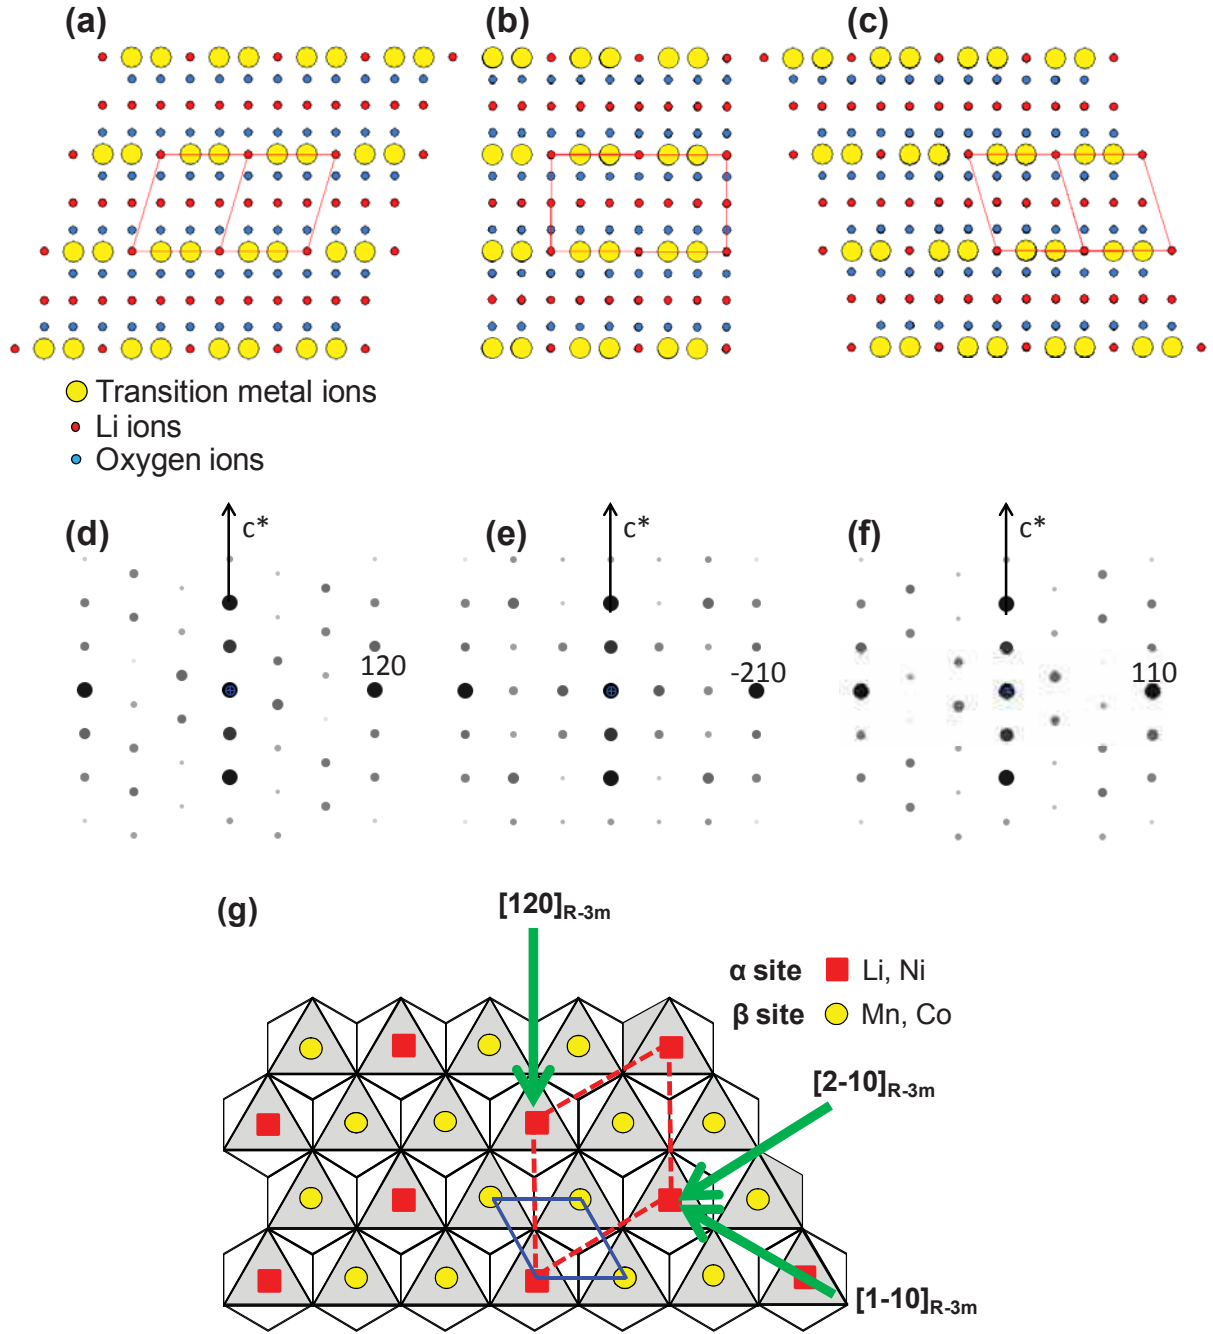 (a)
(b)
(c)
Transition metal ions
Li ions
Oxygen ions
(d)
c*
(e)
c*
(f)
c*
120
-210
110
(g)
[120]R-3m
α site
Li, Ni
β site
Mn, Co
[2-10]R-3m
[1-10]R-3m